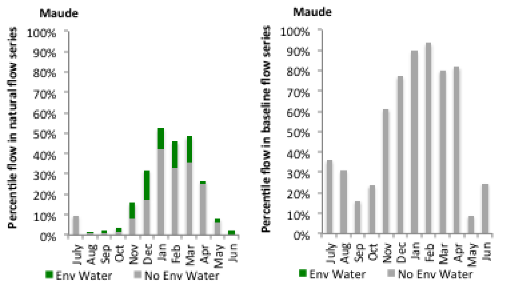 Maude
Percentile flow in natural flow series
100%
90%
80%
70%
60%
50%
40%
30%
20%
10%
0%
July
Aug
Sep
Oct
Nov
Dec
Jan
Feb
Mar
Apr
May
Jun
Env Water
No Env Water
Maude
Percentile flow in baseline flow series
100%
90%
80%
70%
60%
50%
40%
30%
20%
10%
0%
July
Aug
Sep
Oct
Nov
Dec
Jan
Feb
Mar
Apr
May
Jun
Env Water
No Env Water